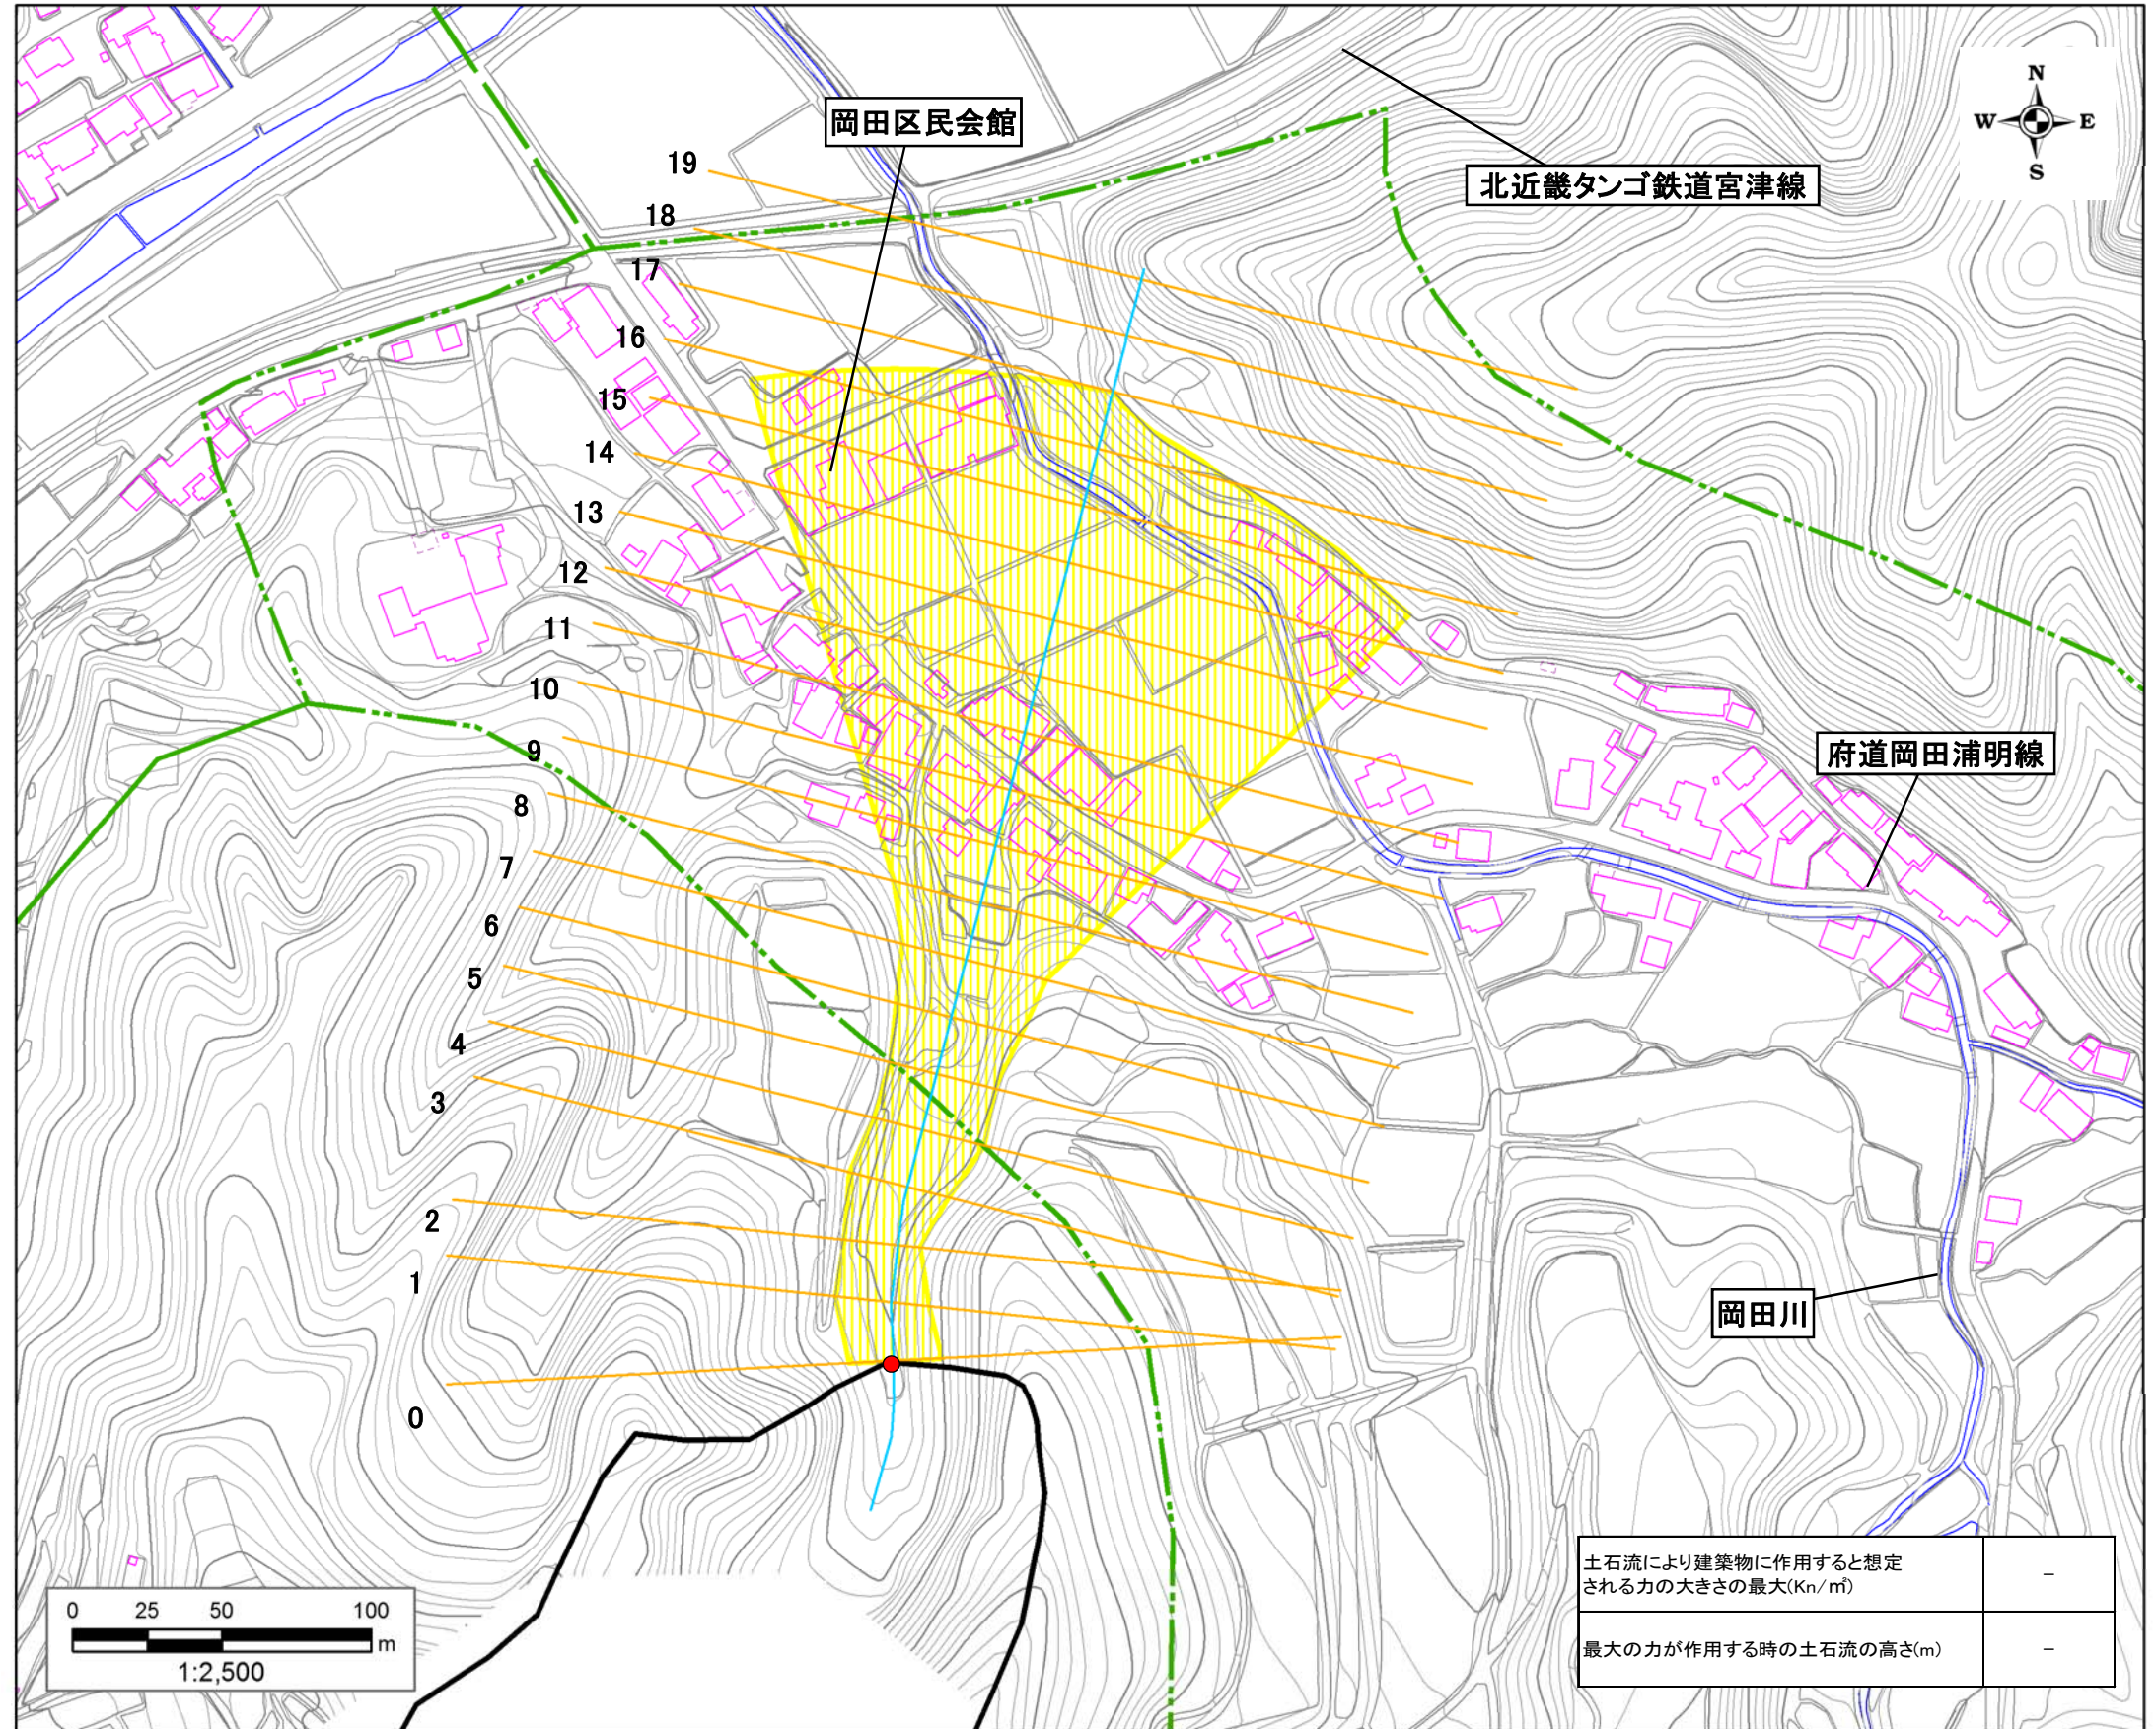 岡田区民会館
北近畿タンゴ鉄道宮津線
N
W
E
S
19
18
17
16
15
14
13
12
11
10
9
8
7
6
5
4
3
2
1
0
府道岡田浦明線
岡田川
土石流により建築物に作用すると想定
される力の大きさの最大(Kn/㎡)
－
最大の力が作用する時の土石流の高さ(m)
－
0 25 50 100
m
1:2,500